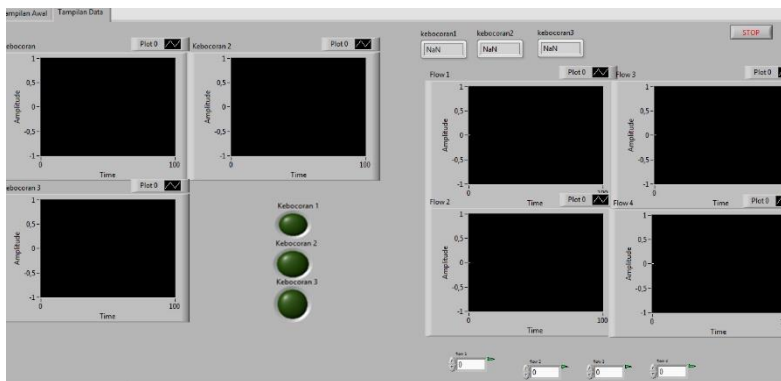 Tampilan Data
STOP
Kebocoran 2
Plot 0
Plot 0
kebocoran1
kebocoran2
kebocoran3
NaN
NaN
NaN
Amplitude
1
0,5
0
-0,5
-1
0
100
Time
Amplitude
1
0,5
0
-0,5
-1
0
100
Time
Plot 0
Amplitude
1
0,5
0
-0,5
-1
0
100
Time
Kebocoran 1
Kebocoran 2
Kebocoran 3
Flow 1
Plot 0
Amplitude
1
0,5
0
-0,5
-1
0
Time
Flow 3
Plot 0
Amplitude
1
0,5
0
-0,5
-1
0
Time
Flow 2
Plot 0
Amplitude
1
0,5
0
-0,5
-1
0
100
Time
Flow 4
Plot 0
Amplitude
1
0,5
0
-0,5
-1
0
Time
0
0
0
0